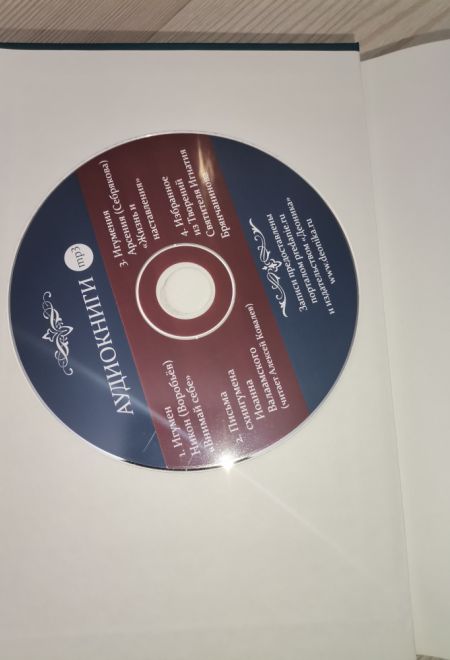 АУДИОКНИГИ mp3
1. Игумен
Никон (Воробьёв)
«Внимай себе»
2. Письма
схиигумена
Иоанна
Валаамского
(читает Алексей Ковалев)
3. Игумения
Арсения (Себрякова)
«Жизнь и
наставления»
4. Избранное
из Творений
Святителя Игнатия
Брянчанинова
Записи предоставлены
порталом predanie.ru
и издательством "Деоника"
www.deonika.ru